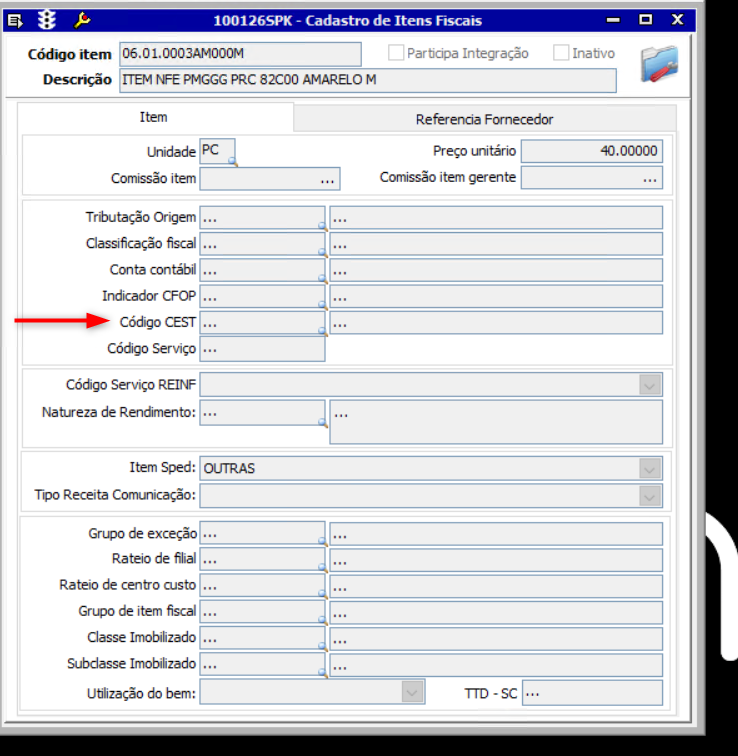 100126SPK - Cadastro de Itens Fiscais
Código item 06.01.0003AM000M Participa Integração Inativo
Descrição ITEM NFE PMGGG PRC 82C00 AMARELO M
Item Referencia Fornecedor
Unidade PC Preço unitário 40.00000
Comissão item ... Comissão item gerente ...
Tributação Origem ... ...
Classificação fiscal ... ...
Conta contábil ... ...
Indicador CFOP ... ...
Código CEST ... ...
Código Serviço ...
Código Serviço REINF
Natureza de Rendimento: ... ...
Item Sped: OUTRAS
Tipo Receita Comunicação:
Grupo de exceção ... ...
Rateio de filial ... ...
Rateio de centro custo ... ...
Grupo de item fiscal ... ...
Classe Imobilizado ... ...
Subclasse Imobilizado ... ...
Utilização do bem: TTD - SC ...